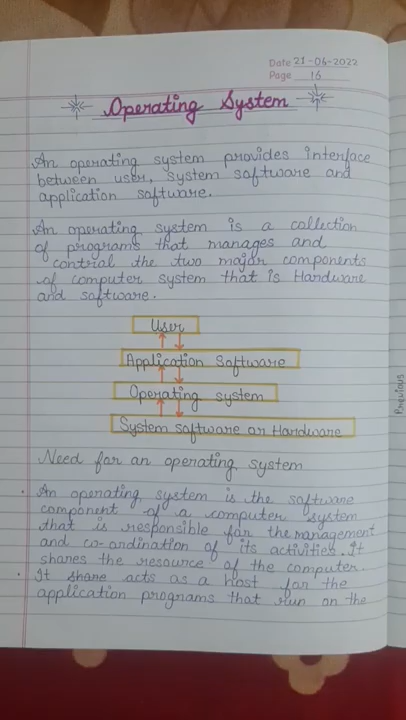 Date 21-06-2022
Page 16
Operating System
An operating system provides interface
between user, system software and
application software.
An operating system is a collection
of programs that manages and
contrial the two major components
of computer system that is Hardware
and software.
User
Application Software
Operating system
System software or Hardware
Need for an operating system
• An operating system is the software
component of a computer system
that is responsible for the management
and co-ordination of its activities. It
shares the resource of the computer.
• It share acts as a host for the
application programs that run on the
Previous